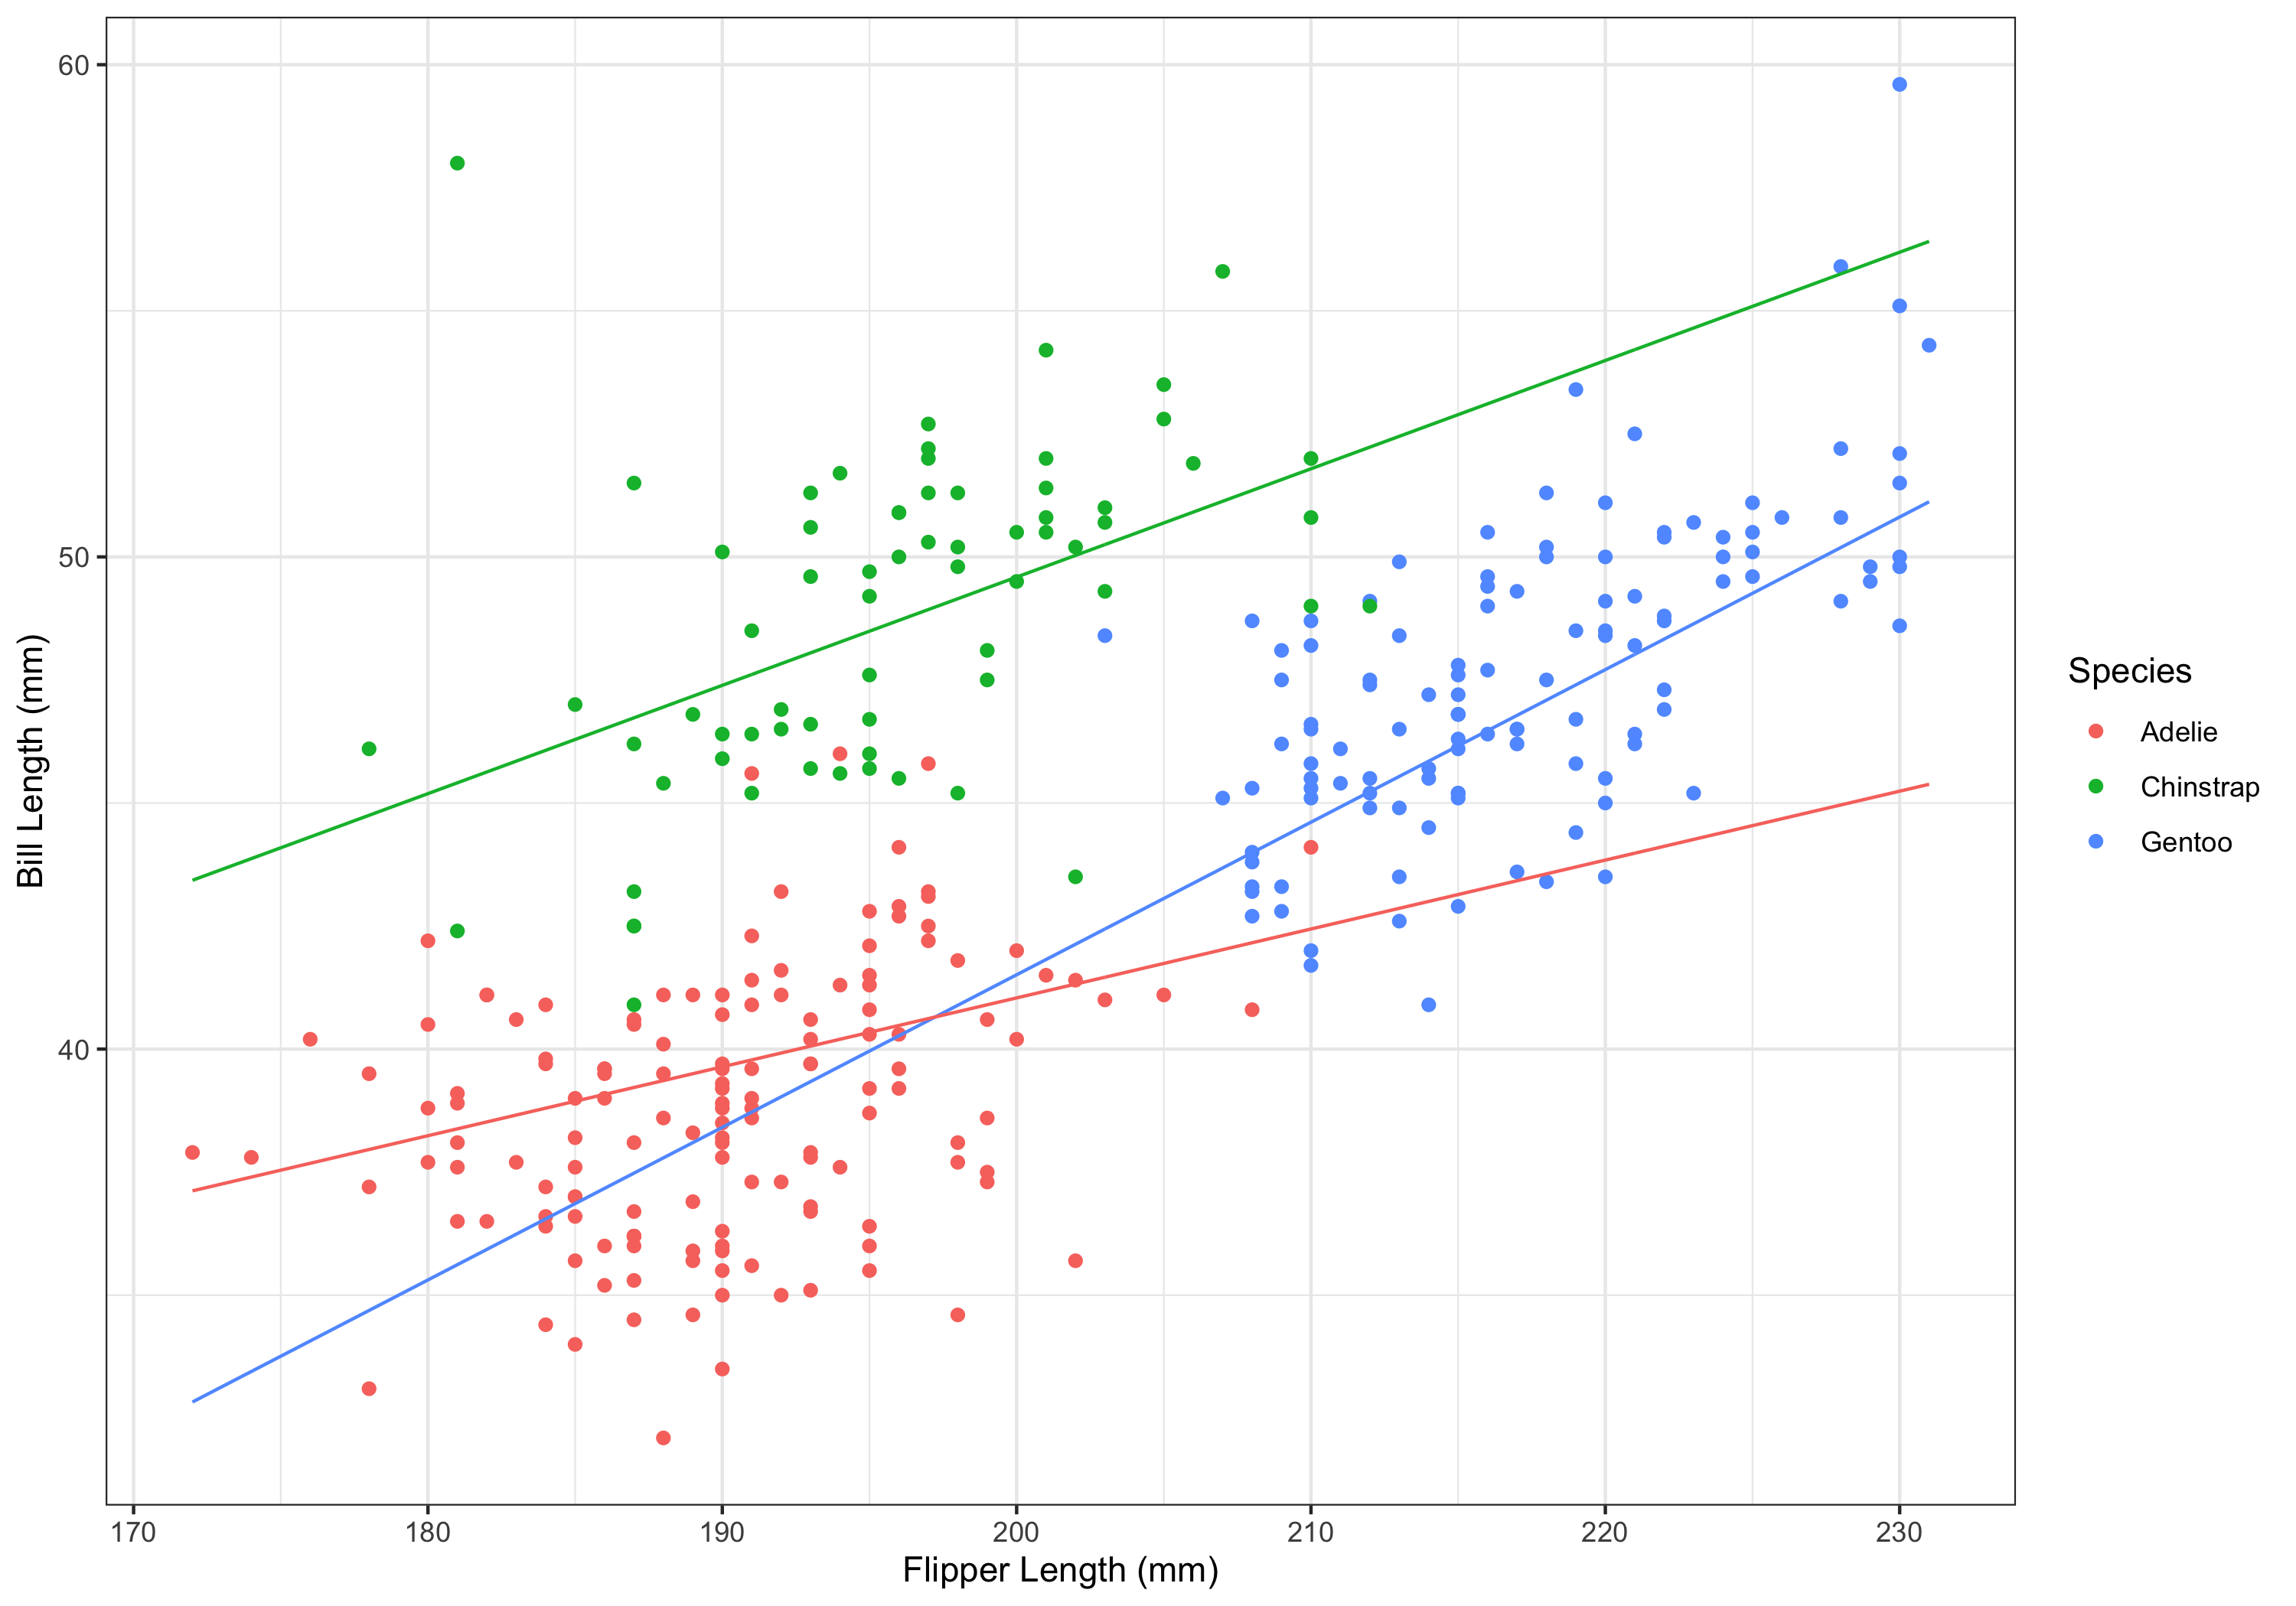 60
50
40
Bill Length (mm)
170 180 190 200 210 220 230
Flipper Length (mm)
Species
Adelie
Chinstrap
Gentoo